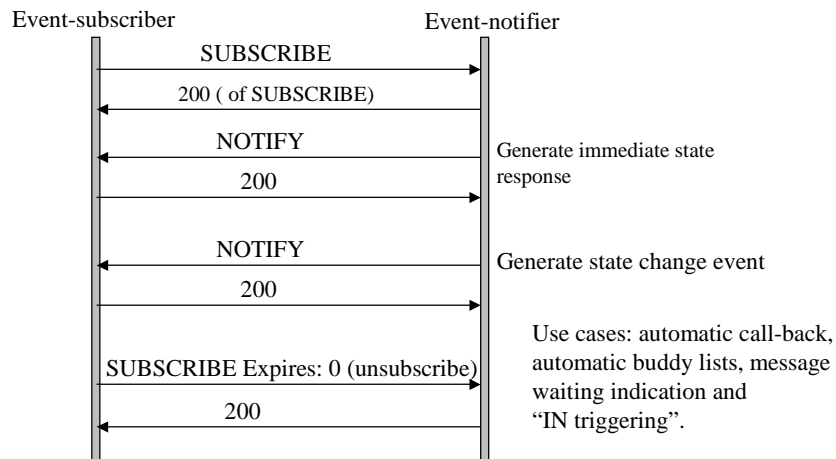 Event-subscriber
Event-notifier
SUBSCRIBE
200 ( of SUBSCRIBE)
NOTIFY
Generate immediate state
response
200
NOTIFY
Generate state change event
200
Use cases: automatic call-back,
automatic buddy lists, message
waiting indication and
“IN triggering”.
SUBSCRIBE Expires: 0 (unsubscribe)
200